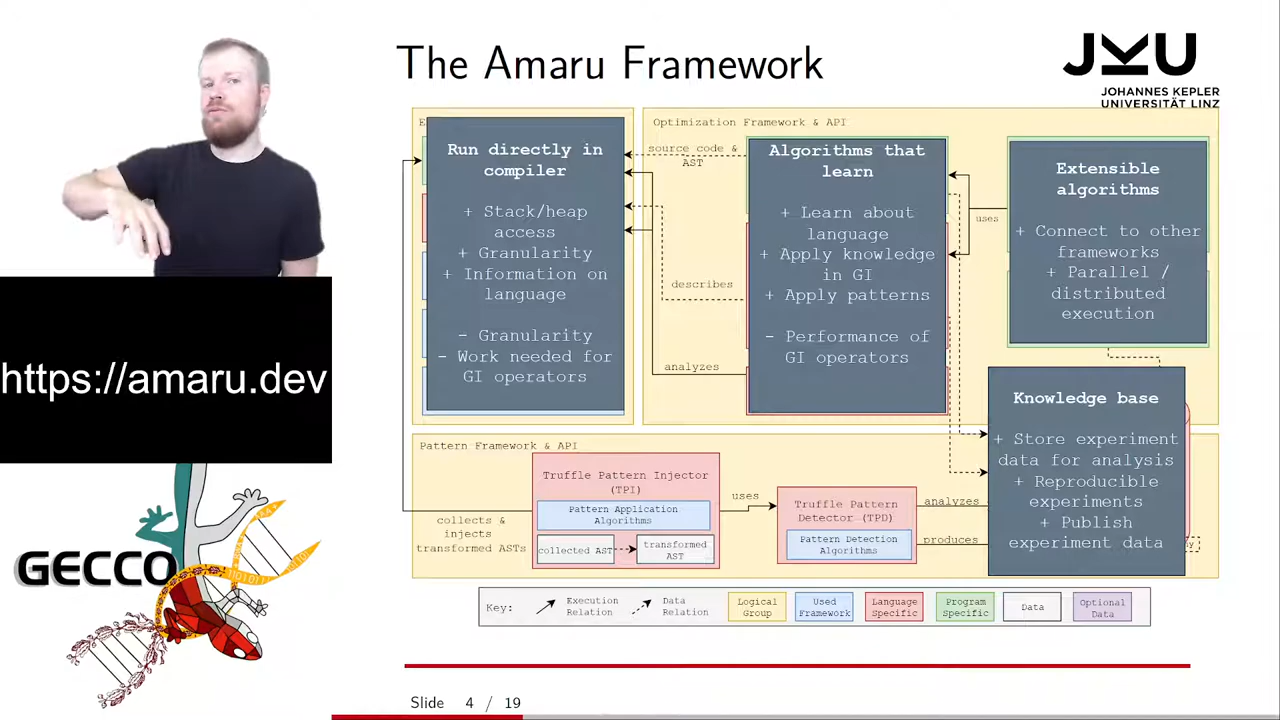 The Amaru Framework
JKU
JOHANNES KEPLER
UNIVERSITÄT LINZ
Optimization Framework & API
Run directly in
compiler
+ Stack/heap
access
+ Granularity
+ Information on
language
- Granularity
- Work needed for
GI operators
source code &
AST
describes
analyzes
Algorithms that
learn
+ Learn about
language
+ Apply knowledge
in GI
+ Apply patterns
- Performance of
GI operators
uses
Extensible
algorithms
+ Connect to other
frameworks
+ Parallel /
distributed
execution
Knowledge base
+ Store experiment
data for analysis
+ Reproducible
experiments
+ Publish
experiment data
Pattern Framework & API
collects &
injects
transformed ASTs
Truffle Pattern Injector
(TPI)
Pattern Application
Algorithms
collected AST
transformed
AST
uses
Truffle Pattern
Detector (TPD)
Pattern Detection
Algorithms
analyzes
produces
Key:
Execution
Relation
Data
Relation
Logical
Group
Used
Framework
Language
Specific
Program
Specific
Data
Optional
Data
https://amaru.dev
GECCO
Slide 4 / 19